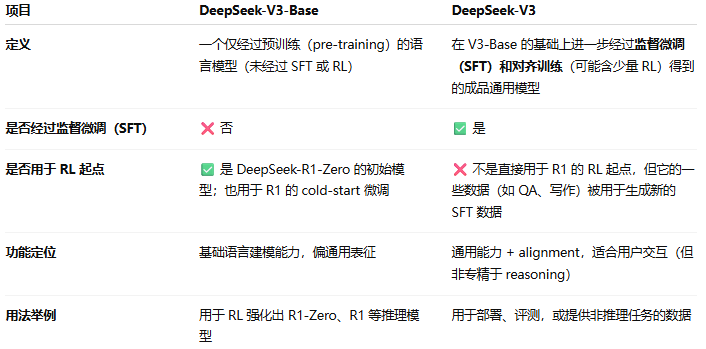 项目 DeepSeek-V3-Base DeepSeek-V3
定义 一个仅经过预训练（pre-training）的语 在 V3-Base 的基础上进一步经过监督微调
言模型（未经过 SFT 或 RL） （SFT）和对齐训练（可能含少量 RL）得到
的成品通用模型
是否经过监督微调（SFT） ❌ 否 ✅ 是
是否用于 RL 起点 ✅ 是 DeepSeek-R1-Zero 的初始模 ❌ 不是直接用于 R1 的 RL 起点，但它的一
型；也用于 R1 的 cold-start 微调 些数据（如 QA、写作）被用于生成新的
SFT 数据
功能定位 基础语言建模能力，偏通用表征 通用能力 + alignment，适合用户交互（但
非专精于 reasoning）
用法举例 用于 RL 强化出 R1-Zero、R1 等推理模 用于部署、评测，或提供非推理任务的数据
型